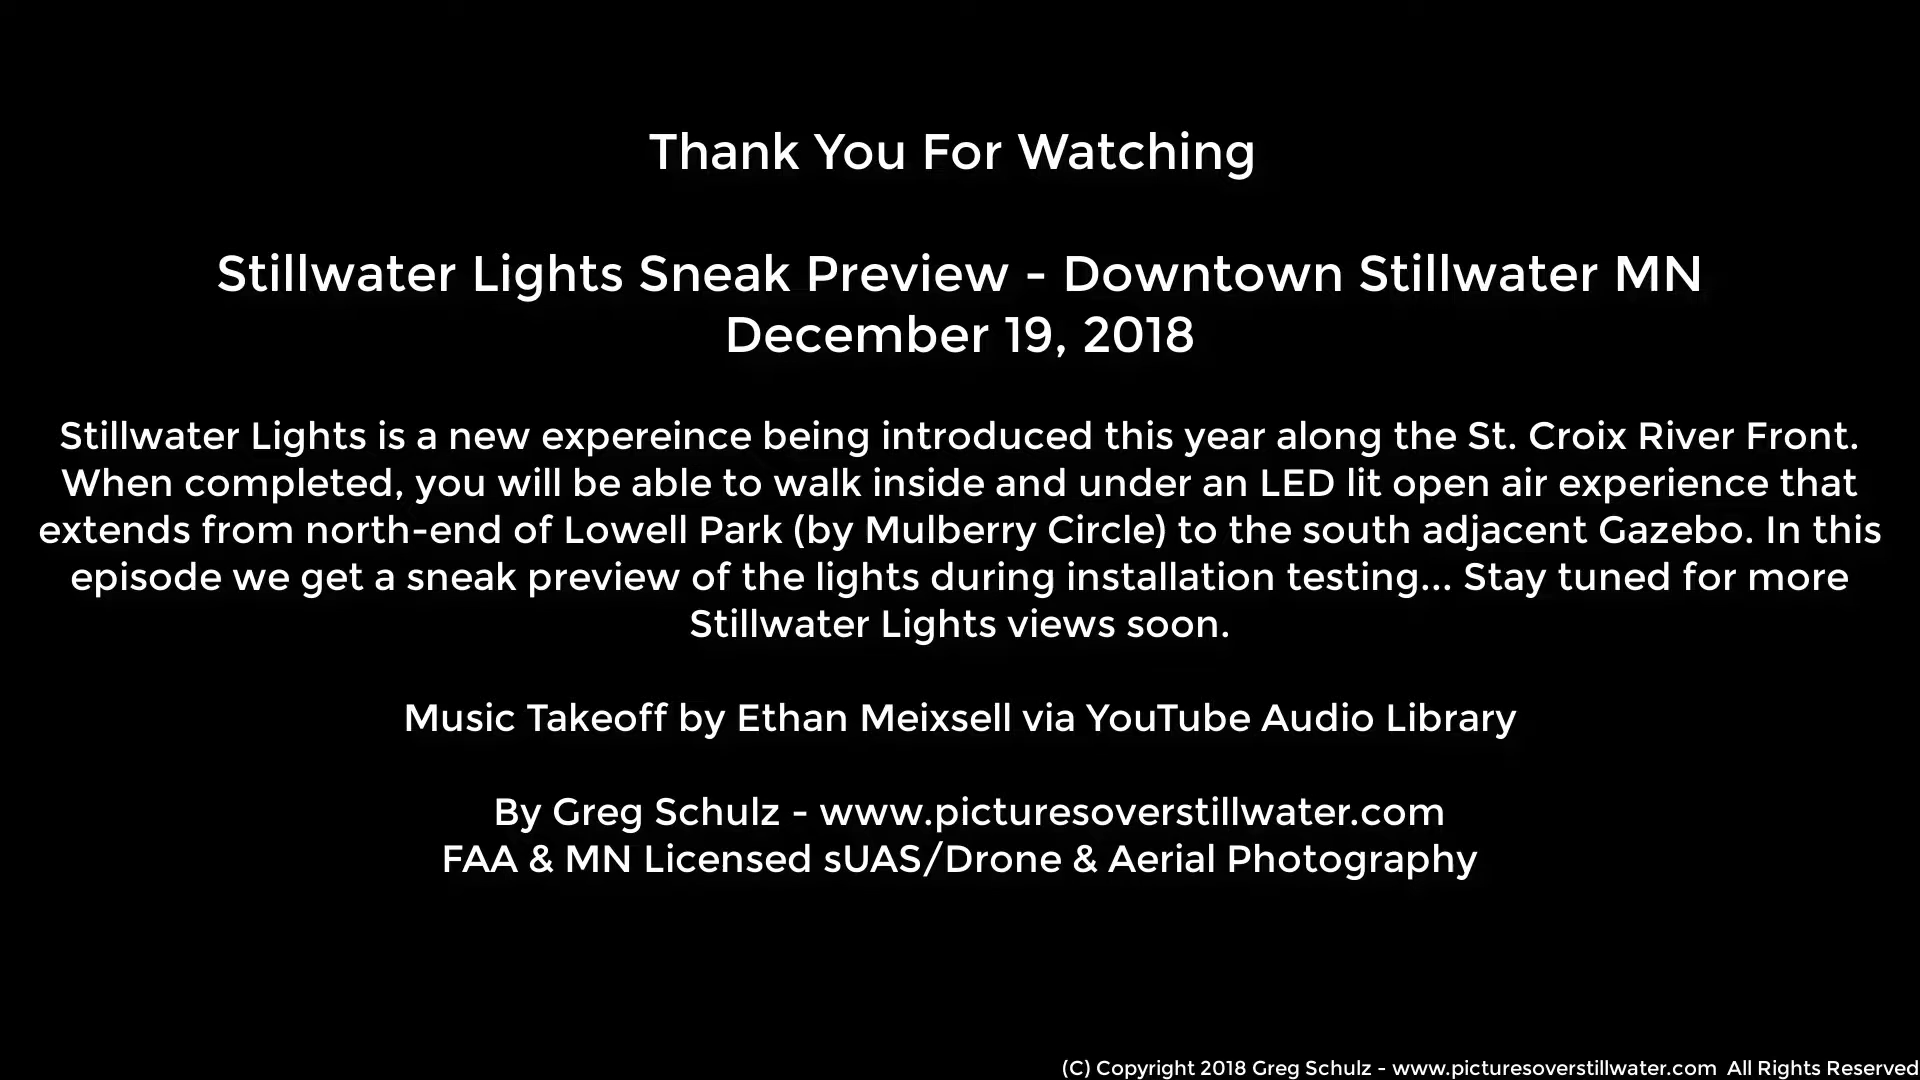 Thank You For Watching
Stillwater Lights Sneak Preview - Downtown Stillwater MN
December 19, 2018
Stillwater Lights is a new expereince being introduced this year along the St. Croix River Front.
When completed, you will be able to walk inside and under an LED lit open air experience that
extends from north-end of Lowell Park (by Mulberry Circle) to the south adjacent Gazebo. In this
episode we get a sneak preview of the lights during installation testing... Stay tuned for more
Stillwater Lights views soon.
Music Takeoff by Ethan Meixsell via YouTube Audio Library
By Greg Schulz - www.picturesoverstillwater.com
FAA & MN Licensed sUAS/Drone & Aerial Photography
(C) Copyright 2018 Greg Schulz - www.picturesoverstillwater.com  All Rights Reserved